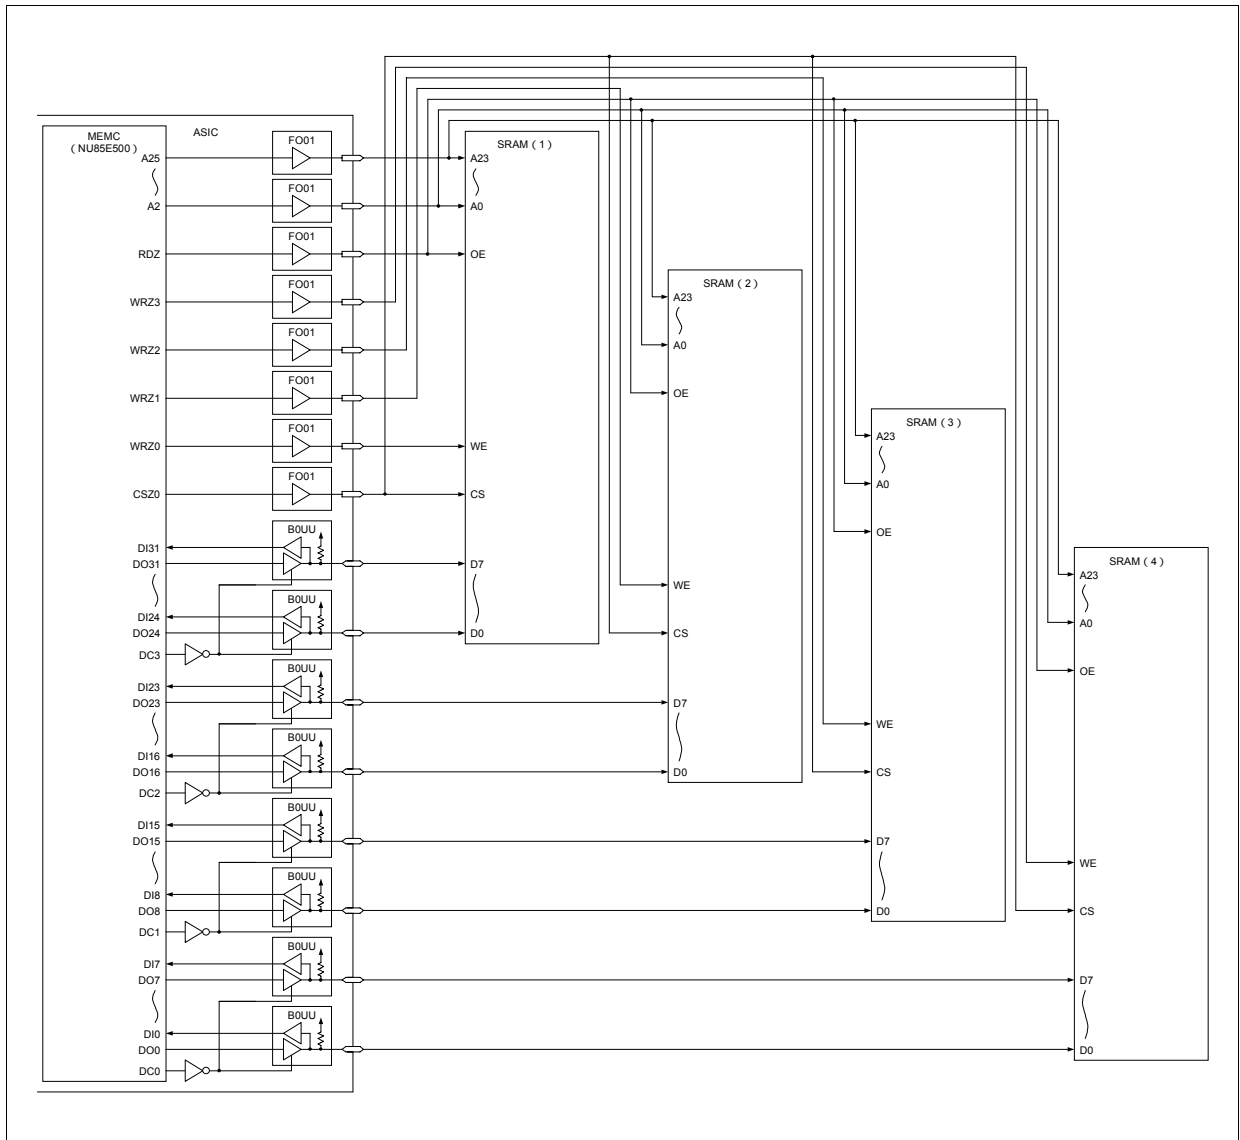 MEMC
( NU85E500 )
ASIC
A25
FO01
A2
FO01
RDZ
FO01
WRZ3
FO01
WRZ2
FO01
WRZ1
FO01
WRZ0
FO01
CSZ0
FO01
DI31
DO31
B0UU
DI24
DO24
B0UU
DC3
DI23
DO23
B0UU
DI16
DO16
B0UU
DC2
DI15
DO15
B0UU
DI8
DO8
B0UU
DC1
DI7
DO7
B0UU
DI0
DO0
B0UU
DC0
SRAM ( 1 )
A23
A0
OE
WE
CS
D7
D0
SRAM ( 2 )
A23
A0
OE
WE
CS
D7
D0
SRAM ( 3 )
A23
A0
OE
WE
CS
D7
D0
SRAM ( 4 )
A23
A0
OE
WE
CS
D7
D0